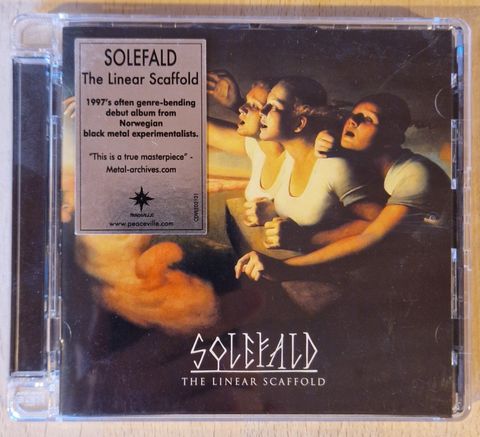 SOLEFALD
The Linear Scaffold
1997's often genre-bending
debut album from
Norwegian
black metal experimentalists.
"This is a true masterpiece" -
Metal-archives.com
PEACEVILLE
www.peaceville.com
SOLEFALD
THE LINEAR SCAFFOLD